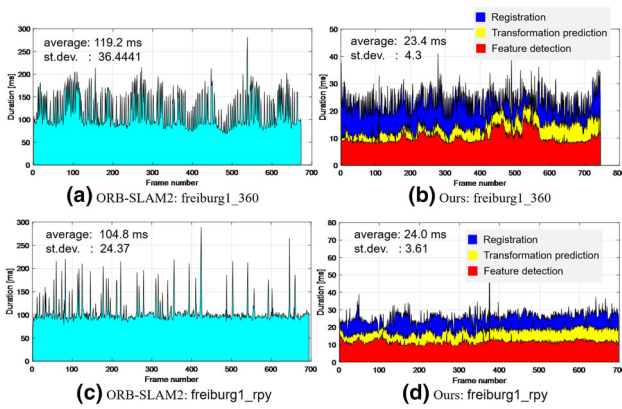 average: 119.2 ms
st.dev. : 36.4441
Duration [ms]
300
250
200
150
100
50
0
0 100 200 300 400 500 600 700
Frame number
(a) ORB-SLAM2: freiburg1_360
average: 23.4 ms
st.dev. : 4.3
Registration
Transformation prediction
Feature detection
Duration [ms]
50
40
30
20
10
0
0 100 200 300 400 500 600 700
Frame number
(b) Ours: freiburg1_360
average: 104.8 ms
st.dev. : 24.37
Duration [ms]
300
250
200
150
100
50
0
0 100 200 300 400 500 600 700
Frame number
(c) ORB-SLAM2: freiburg1_rpy
average: 24.0 ms
st.dev. : 3.61
Registration
Transformation prediction
Feature detection
Duration [ms]
80
70
60
50
40
30
20
10
0
0 100 200 300 400 500 600 700
Frame number
(d) Ours: freiburg1_rpy